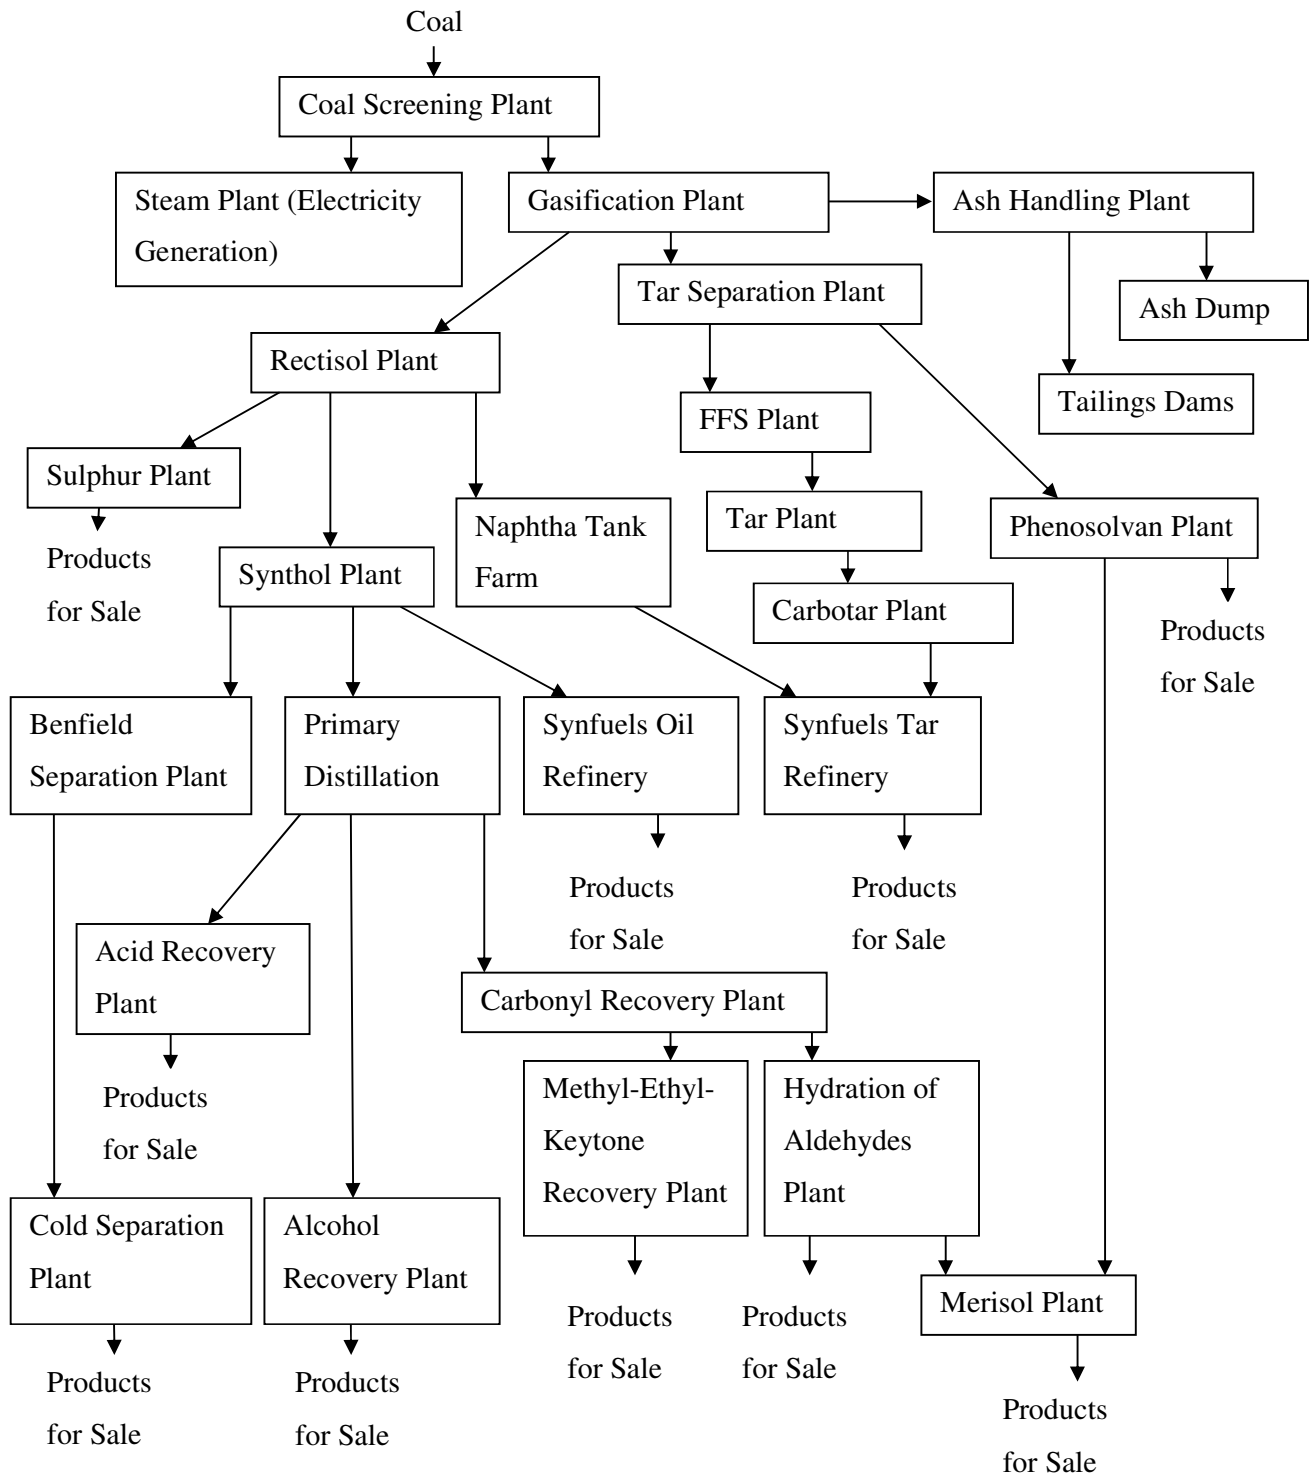 Coal
Coal Screening Plant
Steam Plant (Electricity
Generation)
Gasification Plant
Ash Handling Plant
Tar Separation Plant
Ash Dump
Rectisol Plant
Tailings Dams
FFS Plant
Sulphur Plant
Products
for Sale
Naphtha Tank
Farm
Tar Plant
Phenosolvan Plant
Synthol Plant
Carbotar Plant
Products
for Sale
Benfield
Separation Plant
Primary
Distillation
Synfuels Oil
Refinery
Synfuels Tar
Refinery
Products
for Sale
Products
for Sale
Acid Recovery
Plant
Carbonyl Recovery Plant
Products
for Sale
Methyl-Ethyl-
Keytone
Recovery Plant
Hydration of
Aldehydes
Plant
Cold Separation
Plant
Alcohol
Recovery Plant
Merisol Plant
Products
for Sale
Products
for Sale
Products
for Sale
Products
for Sale
Products
for Sale